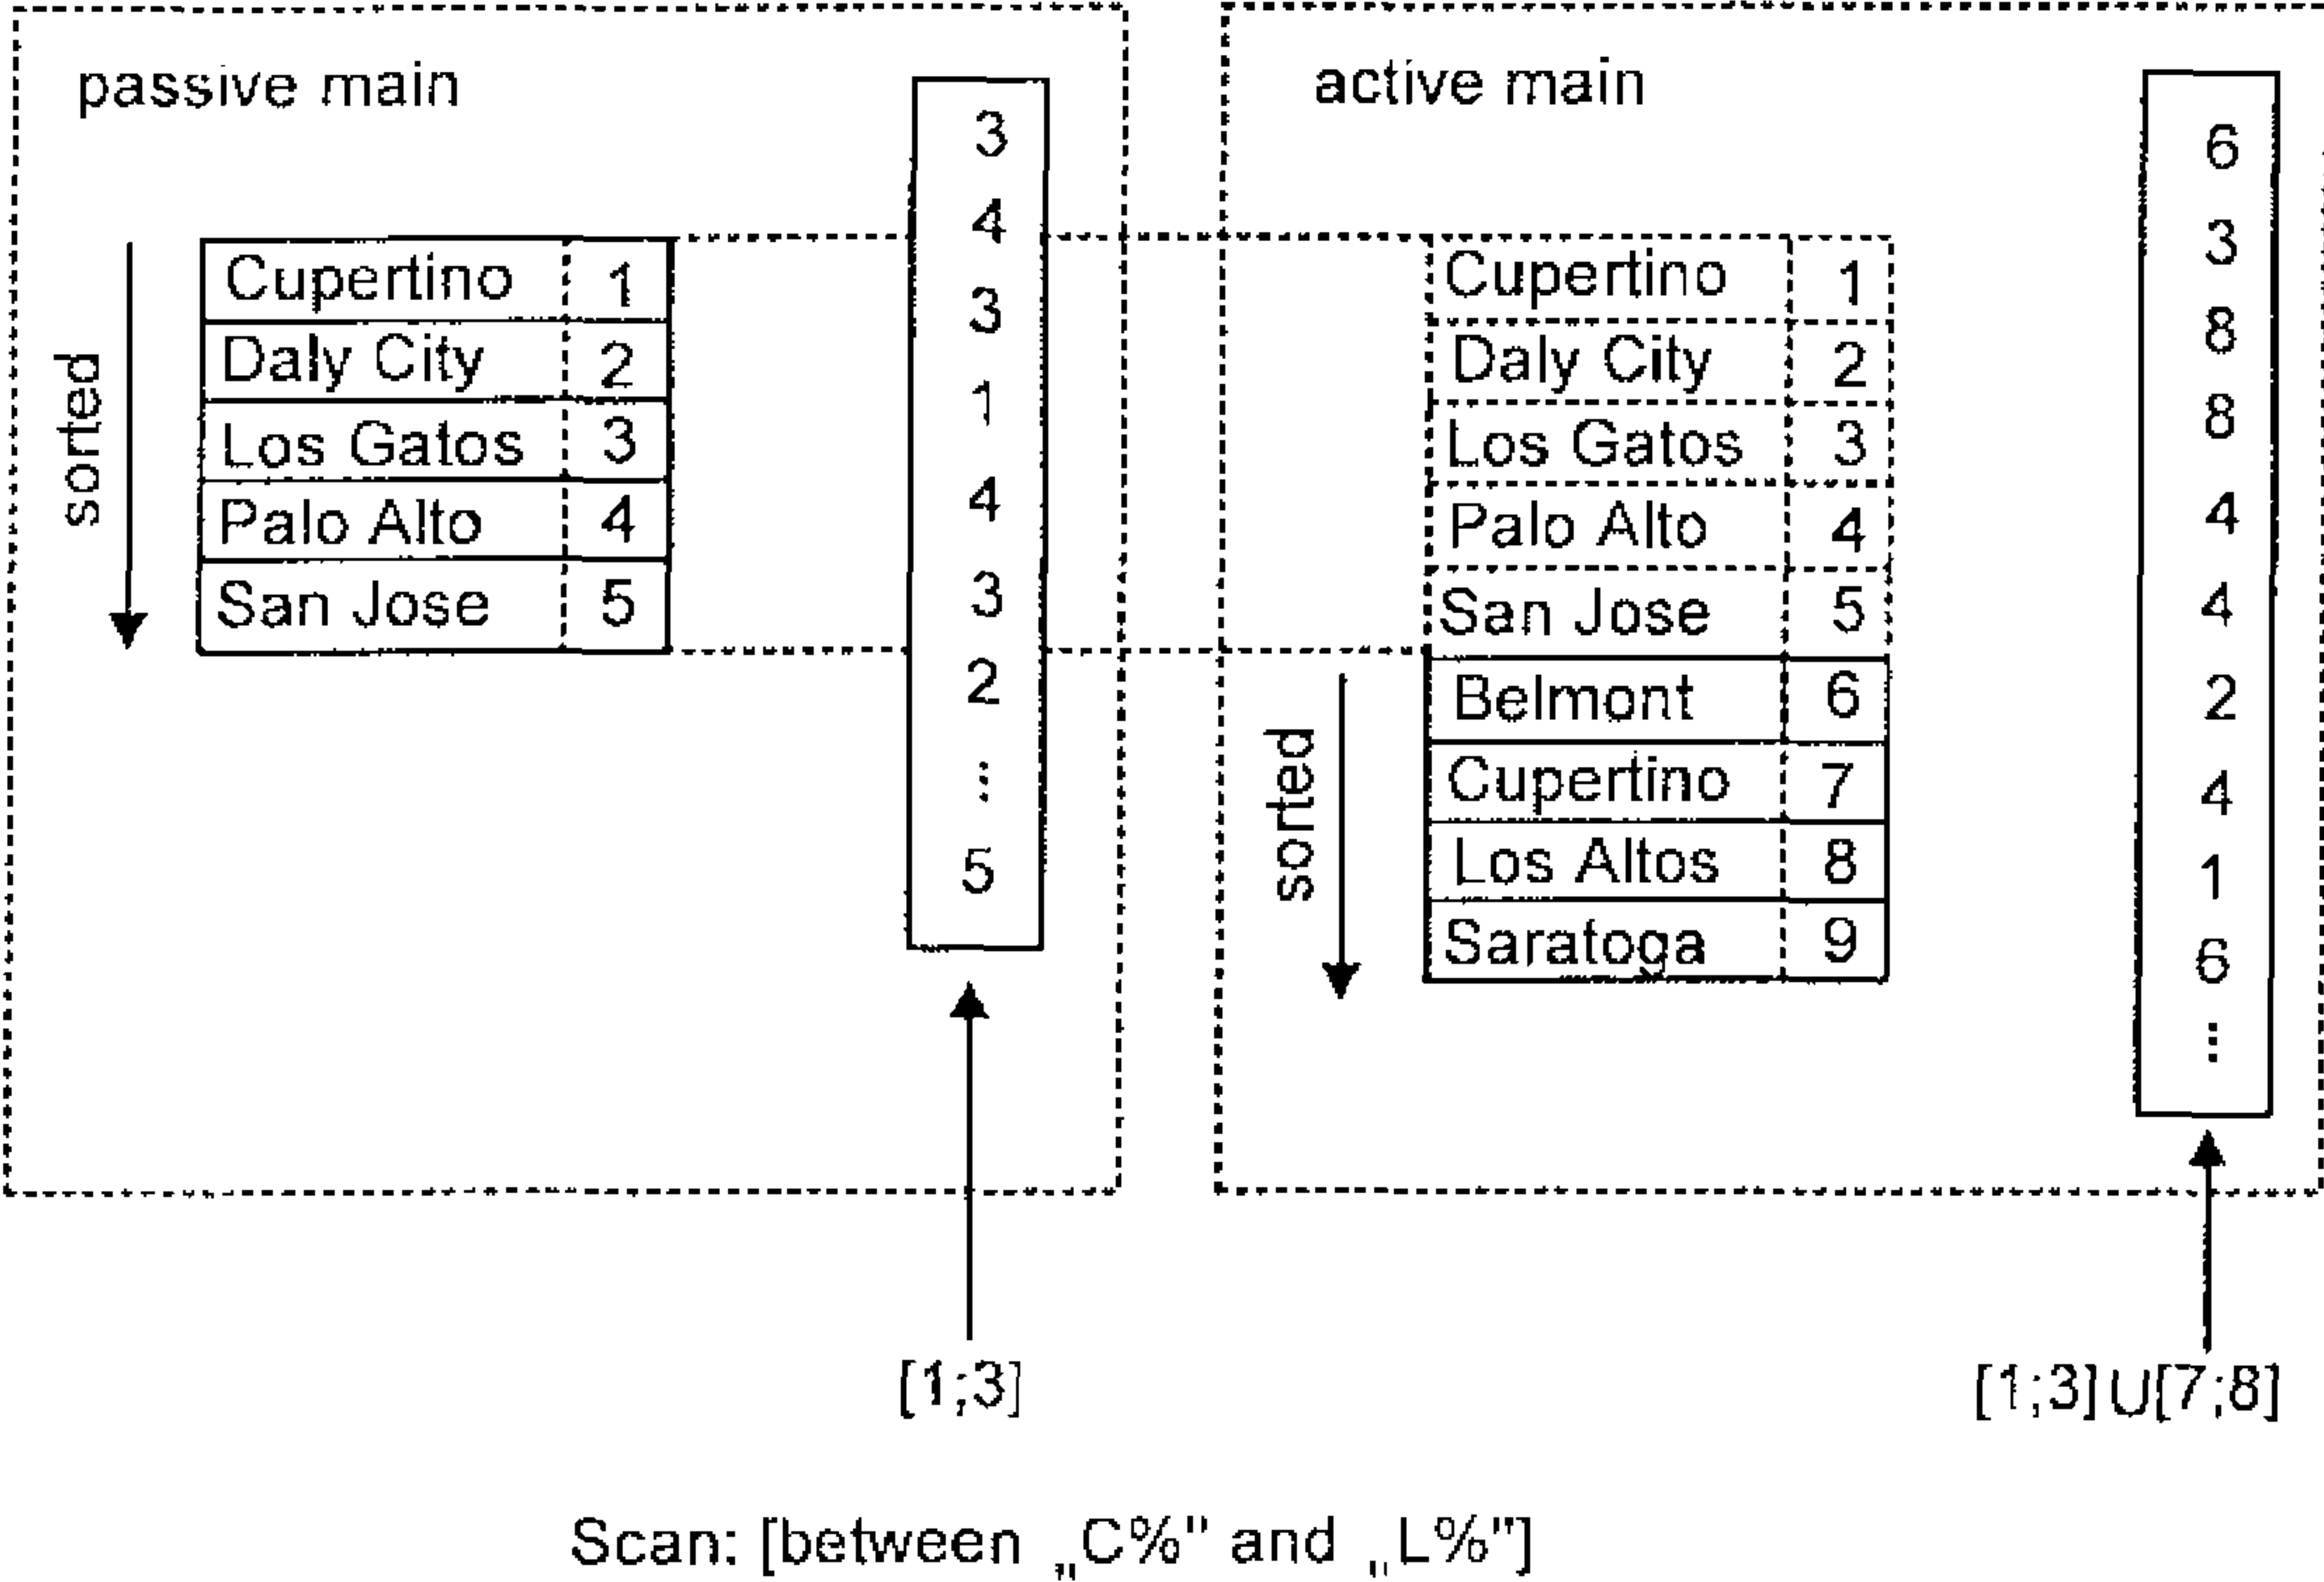 passive main
sorted
Cupertino 1
Daly City 2
Los Gatos 3
Palo Alto 4
San Jose 5
3
4
3
1
4
3
2
⋮
5
[1;3]
active main
Cupertino 1
Daly City 2
Los Gatos 3
Palo Alto 4
San Jose 5
sorted
Belmont 6
Cupertino 7
Los Altos 8
Saratoga 9
6
3
8
8
4
4
2
4
1
6
⋮
[1;3]U[7;8]
Scan: [between „C%" and „L%"]